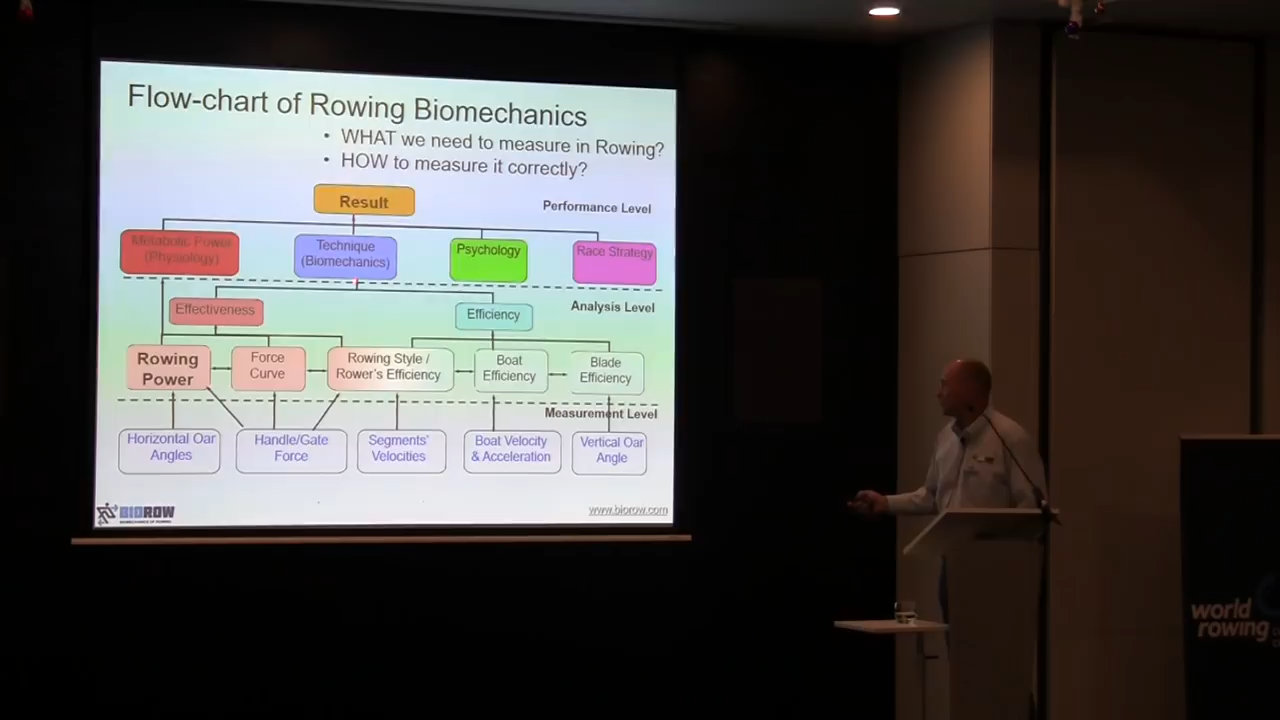 Flow-chart of Rowing Biomechanics
• WHAT we need to measure in Rowing?
• HOW to measure it correctly?
Result
Performance Level
Metabolic Power
(Physiology)
Technique
(Biomechanics)
Psychology
Race Strategy
Analysis Level
Effectiveness
Efficiency
Rowing
Power
Force
Curve
Rowing Style /
Rower's Efficiency
Boat
Efficiency
Blade
Efficiency
Measurement Level
Horizontal Oar
Angles
Handle/Gate
Force
Segments'
Velocities
Boat Velocity
& Acceleration
Vertical Oar
Angle
BIOROW
BIOMECHANICS OF ROWING
www.biorow.com
world
rowing